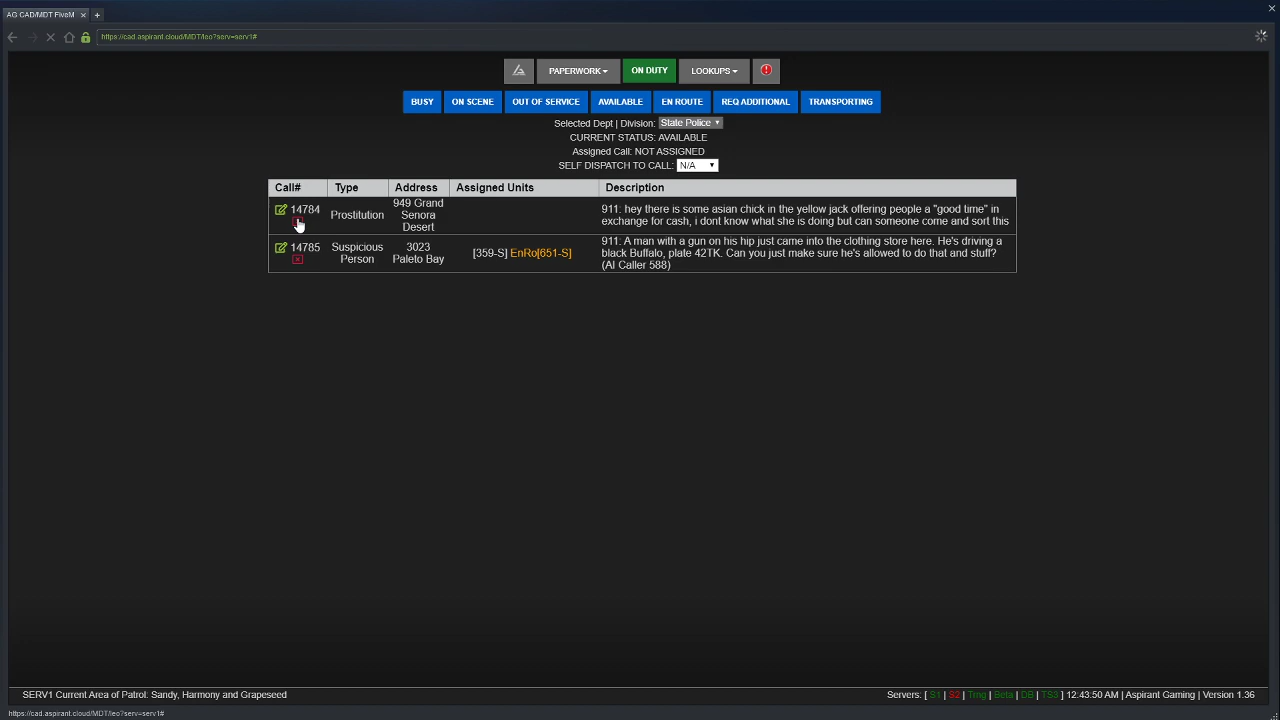 AG CAD/MDT FiveM
https://cad.aspirant.cloud/MDT/leo?serv=serv1#
PAPERWORK ON DUTY LOOKUPS
BUSY ON SCENE OUT OF SERVICE AVAILABLE EN ROUTE REQ ADDITIONAL TRANSPORTING
Selected Dept | Division: State Police
CURRENT STATUS: AVAILABLE
Assigned Call: NOT ASSIGNED
SELF DISPATCH TO CALL: N/A
Call# Type Address Assigned Units Description
14784
Prostitution
949 Grand
Senora
Desert
911: hey there is some asian chick in the yellow jack offering people a "good time" in
exchange for cash, i dont know what she is doing but can someone come and sort this
14785
Suspicious
Person
3023
Paleto Bay
[359-S] EnRo[651-S]
911: A man with a gun on his hip just came into the clothing store here. He's driving a
black Buffalo, plate 42TK. Can you just make sure he's allowed to do that and stuff?
(AI Caller 588)
SERV1 Current Area of Patrol: Sandy, Harmony and Grapeseed
Servers: [ S1 | S2 | Trng | Beta | DB | TS3 ] 12:43:50 AM | Aspirant Gaming | Version 1.36
https://cad.aspirant.cloud/MDT/leo?serv=serv1#